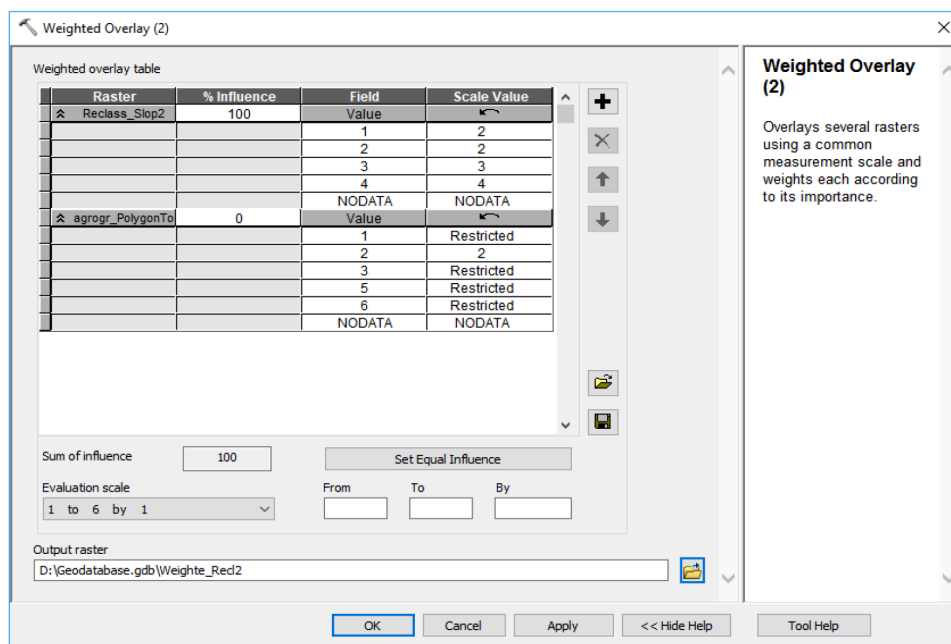 Weighted Overlay (2)
Weighted overlay table
Raster % Influence Field Scale Value
Reclass_Slop2 100 Value
1 2
2 2
3 3
4 4
NODATA NODATA
agrogr_PolygonTo 0 Value
1 Restricted
2 2
3 Restricted
5 Restricted
6 Restricted
NODATA NODATA
Sum of influence 100 Set Equal Influence
Evaluation scale From To By
1 to 6 by 1
Output raster
D:\Geodatabase.gdb\Weighte_Recl2
OK Cancel Apply << Hide Help Tool Help
Weighted Overlay
(2)
Overlays several rasters
using a common
measurement scale and
weights each according
to its importance.